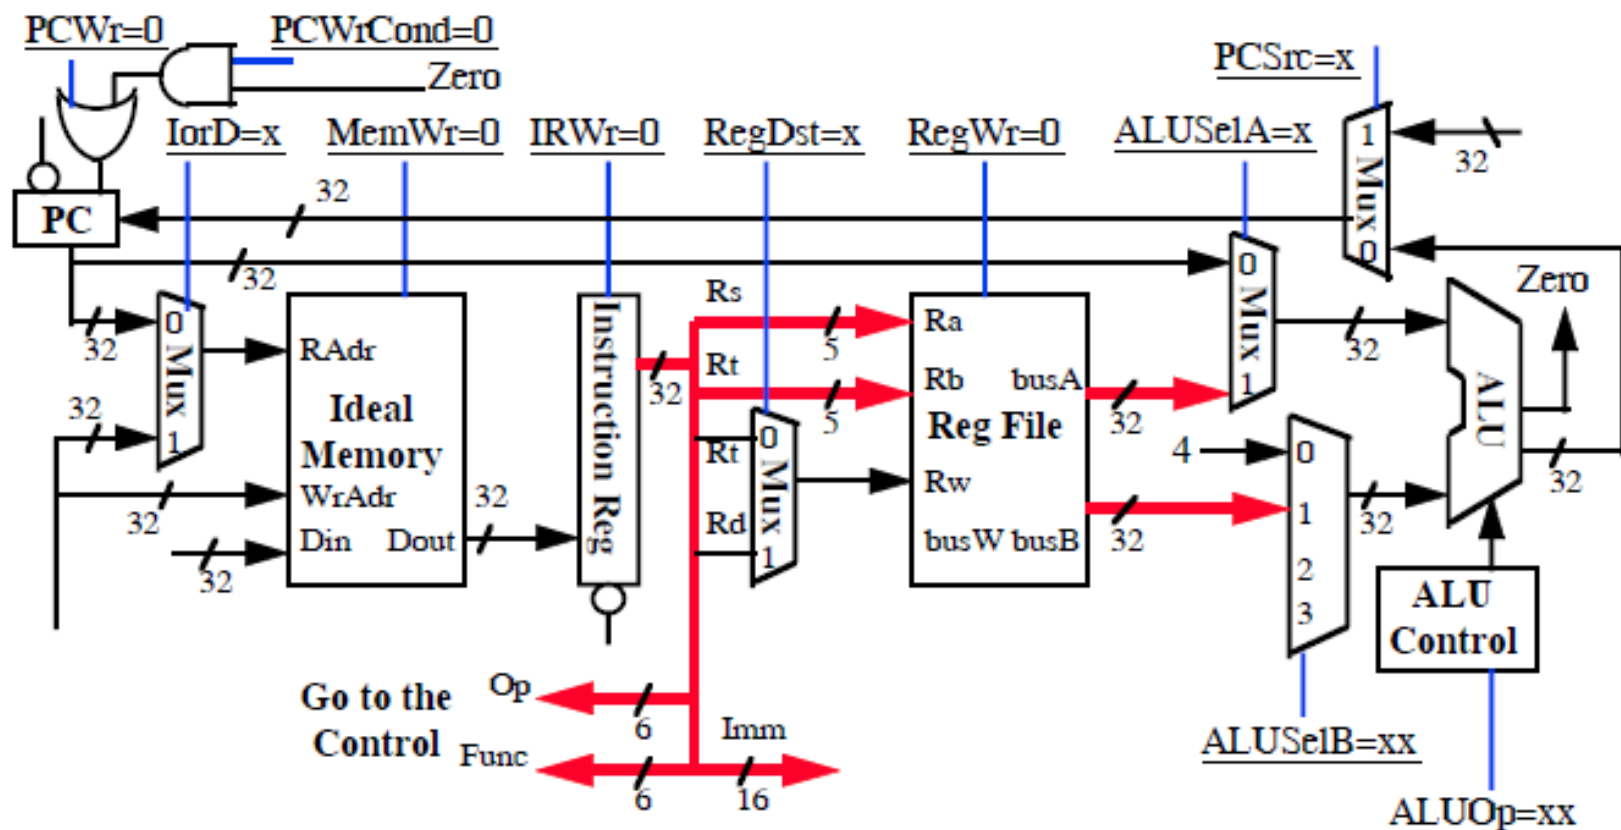 PCWr=0
PCWrCond=0
Zero
PCSrc=x
IorD=x
MemWr=0
IRWr=0
RegDst=x
RegWr=0
ALUSelA=x
1
Mux
0
32
32
PC
32
32
0
Mux
1
32
32
RAdr
Ideal
Memory
WrAdr
32
Din
Dout
32
32
Instruction Reg
32
Rs
5
Rt
5
Rt
Rd
0
Mux
1
Ra
Rb
busA
Reg File
Rw
busW
busB
32
32
0
Mux
1
32
4
0
1
2
3
32
ALU
Zero
32
ALU
Control
Go to the
Control
Op
6
Func
6
Imm
16
ALUSelB=xx
ALUOp=xx